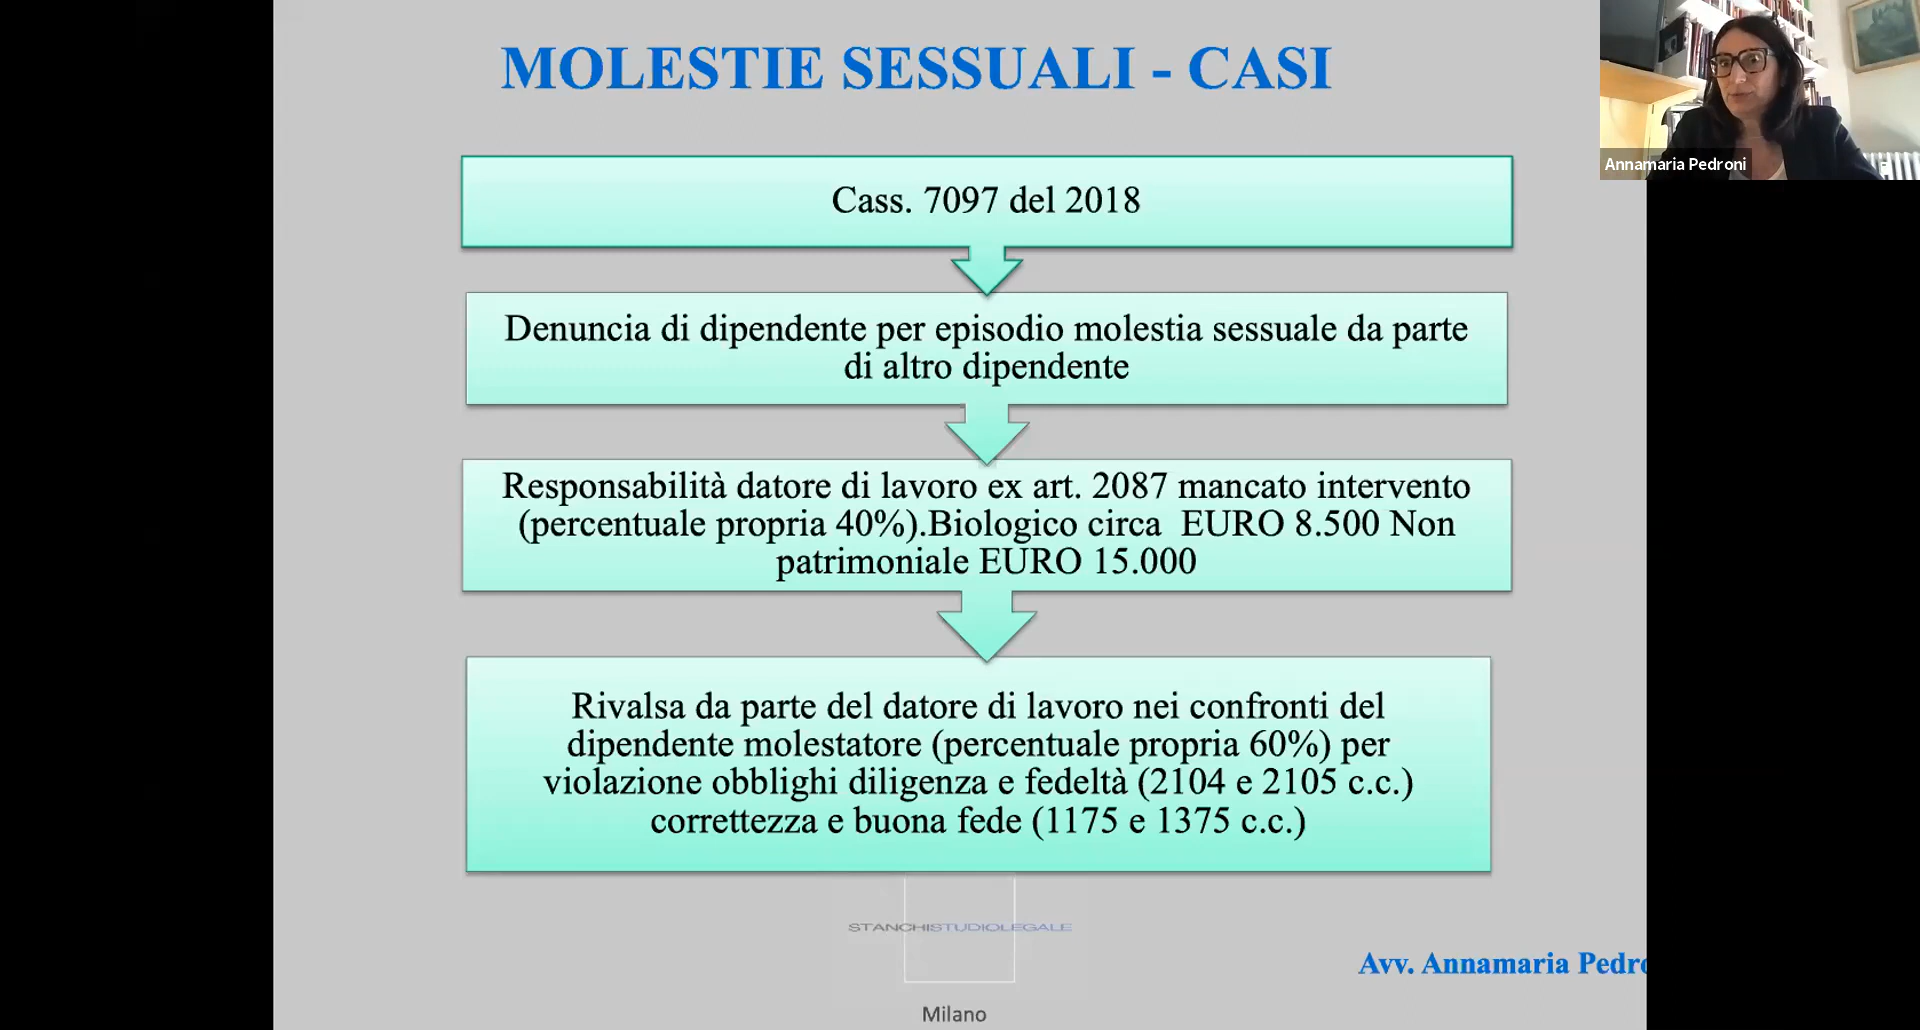 MOLESTIE SESSUALI - CASI
Annamaria Pedroni
Cass. 7097 del 2018
Denuncia di dipendente per episodio molestia sessuale da parte
di altro dipendente
Responsabilità datore di lavoro ex art. 2087 mancato intervento
(percentuale propria 40%).Biologico circa EURO 8.500 Non
patrimoniale EURO 15.000
Rivalsa da parte del datore di lavoro nei confronti del
dipendente molestatore (percentuale propria 60%) per
violazione obblighi diligenza e fedeltà (2104 e 2105 c.c.)
correttezza e buona fede (1175 e 1375 c.c.)
STANCHISTUDIOLEGALE
Avv. Annamaria Pedro
Milano